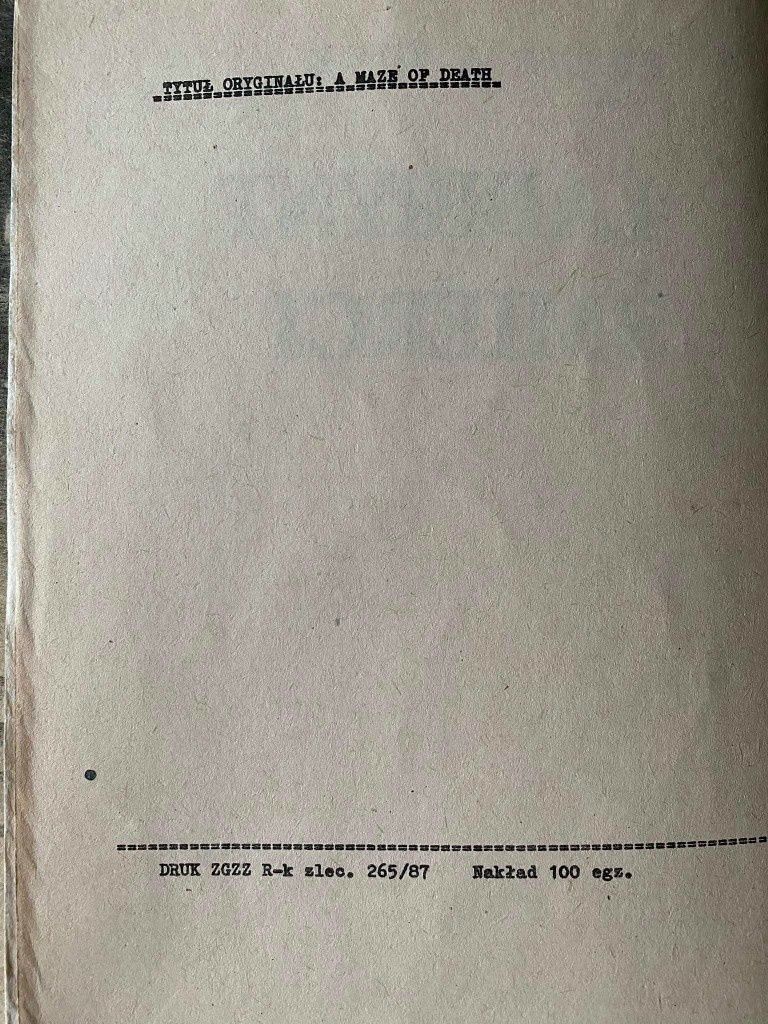 TYTUŁ ORYGINAŁU: A MAZE OF DEATH
DRUK ZGZZ R-k zlec. 265/87 Nakład 100 egz.